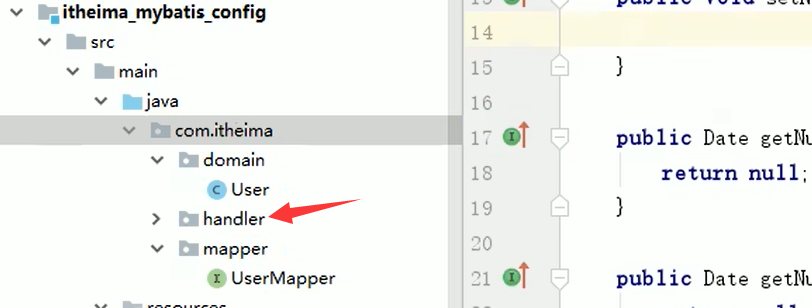 itheima_mybatis_config
src
main
java
com.itheima
domain
C User
handler
mapper
I UserMapper
resources
public void setN
14
15 }
16
17 public Date getNu
18 return null;
19 }
20
21 public Date getNu